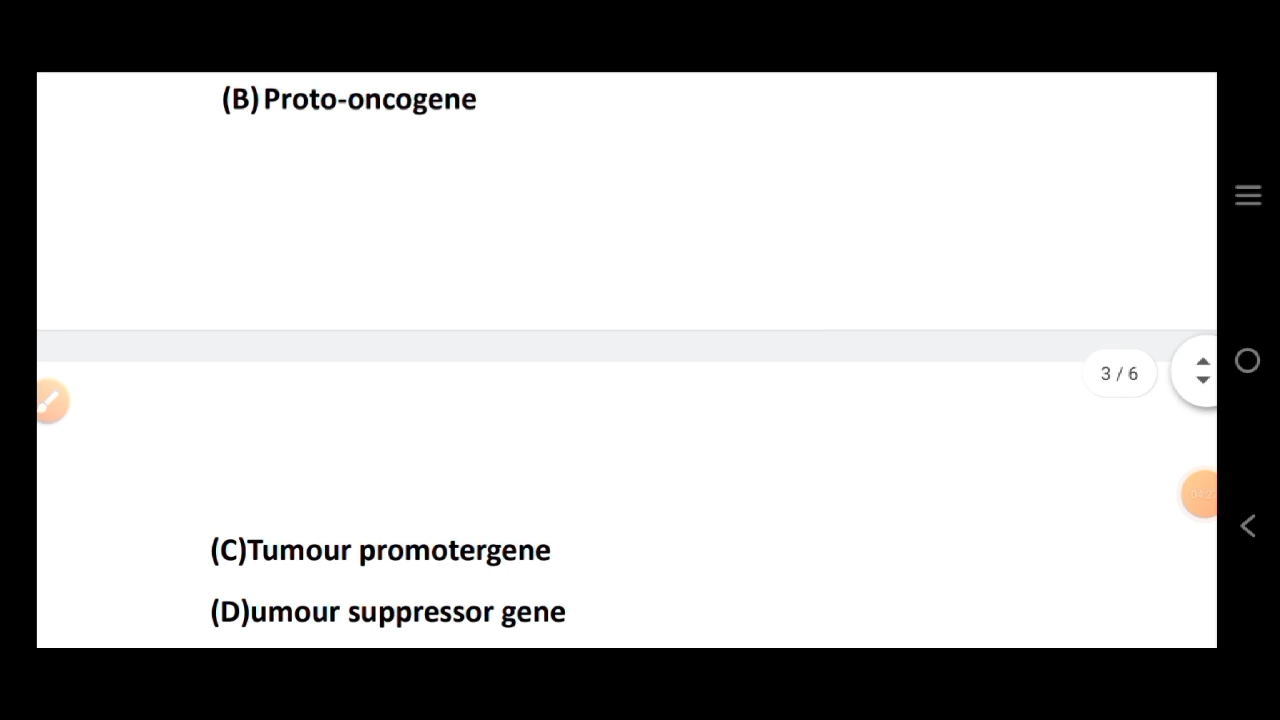 (B) Proto-oncogene
3 / 6
(C)Tumour promotergene
(D)umour suppressor gene